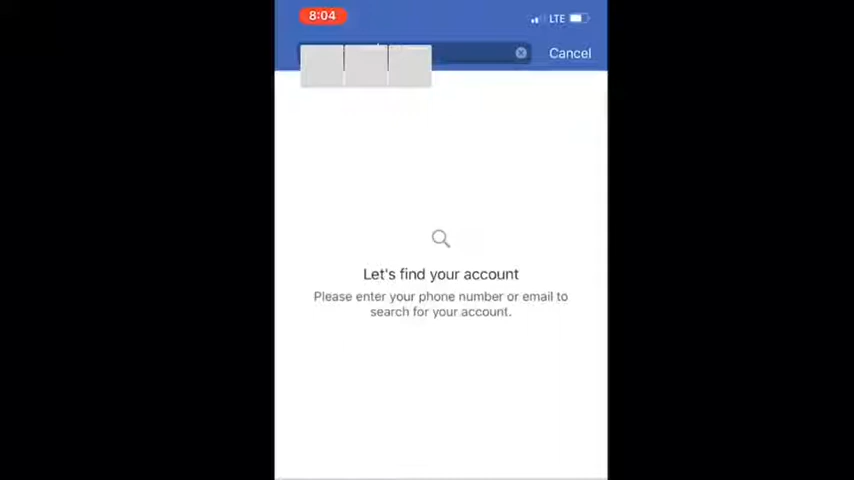 8:04
LTE
Cancel
Let's find your account
Please enter your phone number or email to
search for your account.